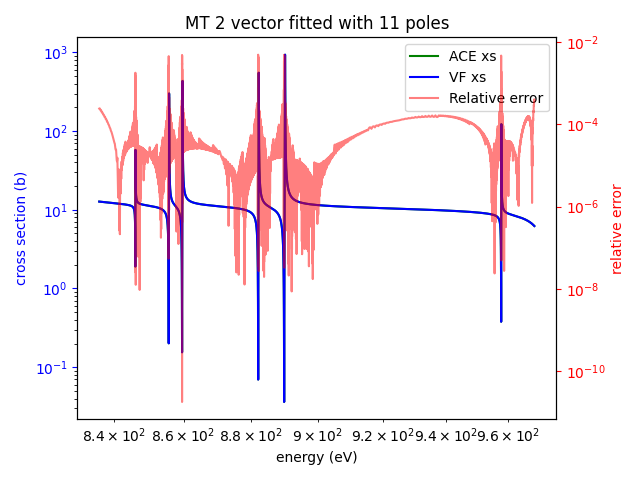 MT 2 vector fitted with 11 poles
cross section (b)
10³
10²
10¹
10⁰
10⁻¹
ACE xs
VF xs
Relative error
10⁻²
10⁻⁴
10⁻⁶
10⁻⁸
10⁻¹⁰
relative error
8.4 × 10² 8.6 × 10² 8.8 × 10² 9 × 10² 9.2 × 10² 9.4 × 10² 9.6 × 10²
energy (eV)